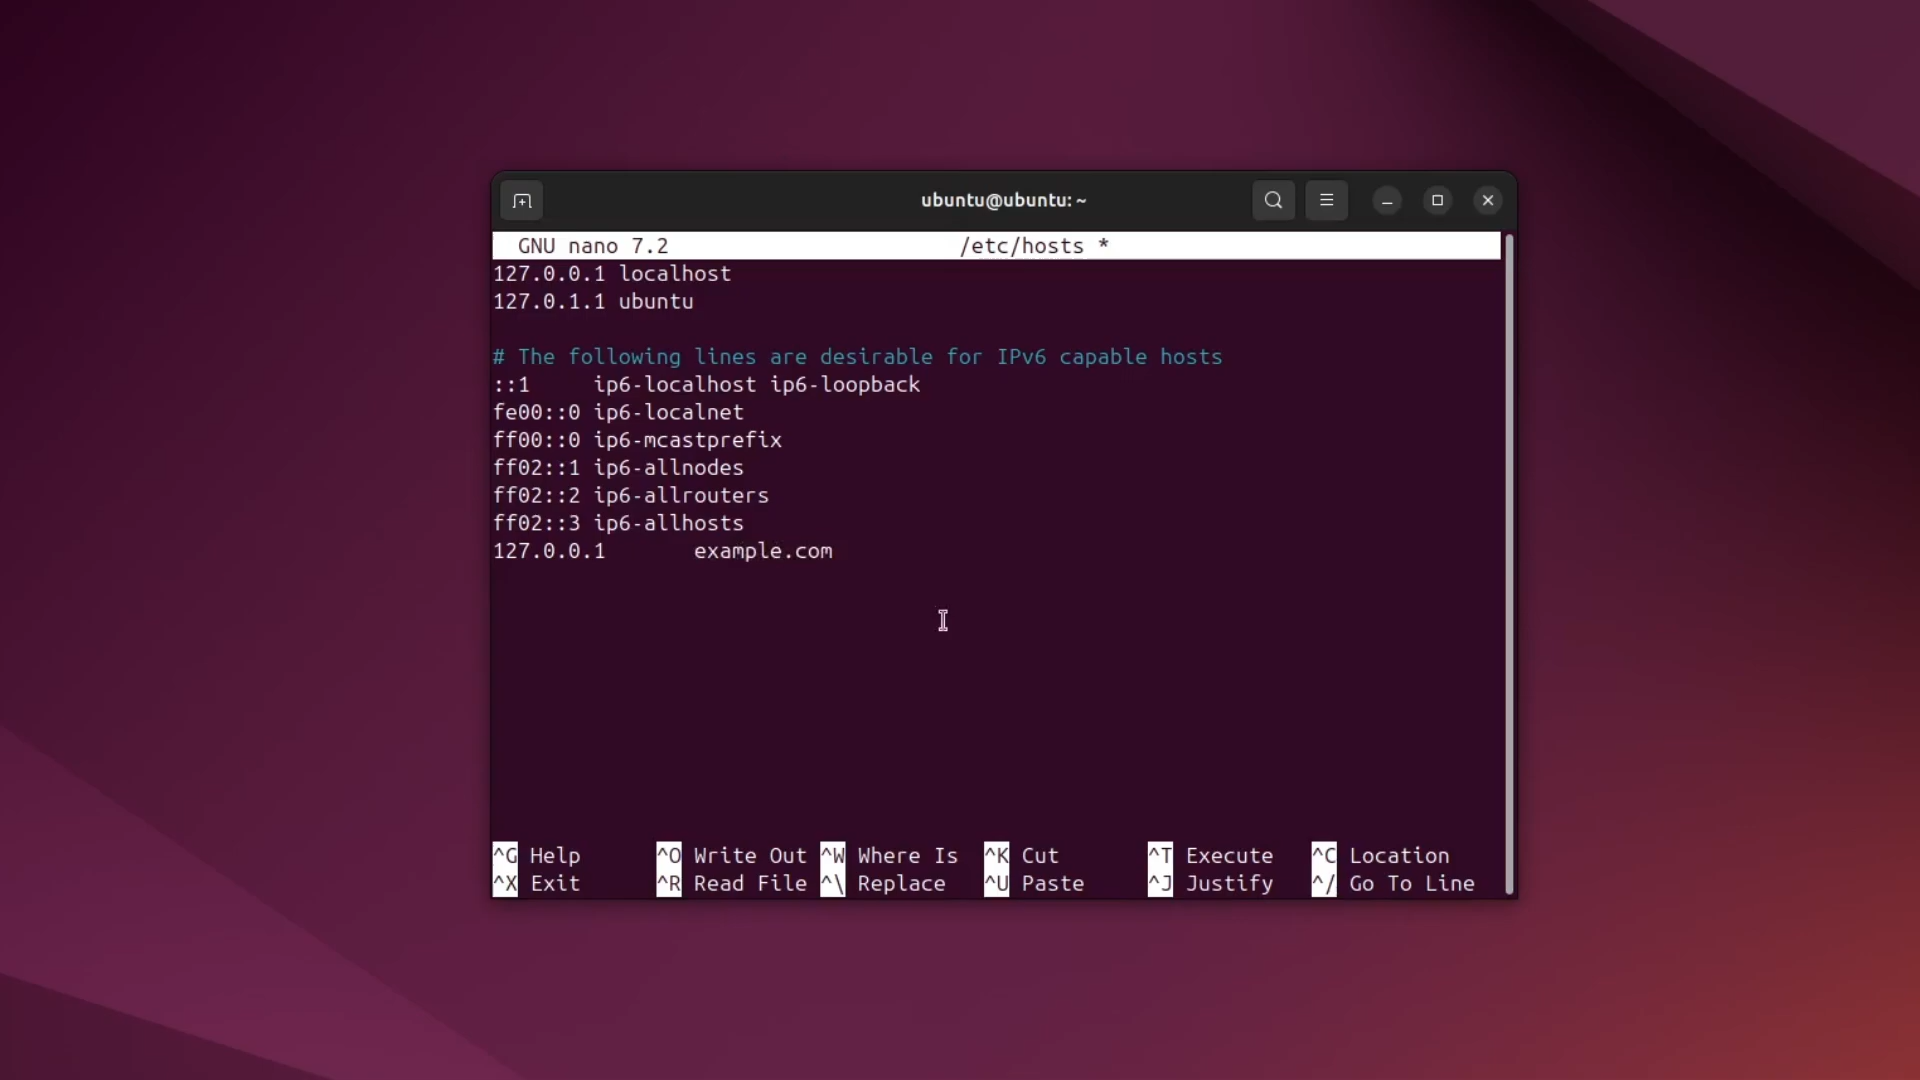 ubuntu@ubuntu: ~
GNU nano 7.2 /etc/hosts *
127.0.0.1 localhost
127.0.1.1 ubuntu
# The following lines are desirable for IPv6 capable hosts
::1     ip6-localhost ip6-loopback
fe00::0 ip6-localnet
ff00::0 ip6-mcastprefix
ff02::1 ip6-allnodes
ff02::2 ip6-allrouters
ff02::3 ip6-allhosts
127.0.0.1       example.com
^G Help ^O Write Out ^W Where Is ^K Cut ^T Execute ^C Location
^X Exit ^R Read File ^\ Replace ^U Paste ^J Justify ^/ Go To Line